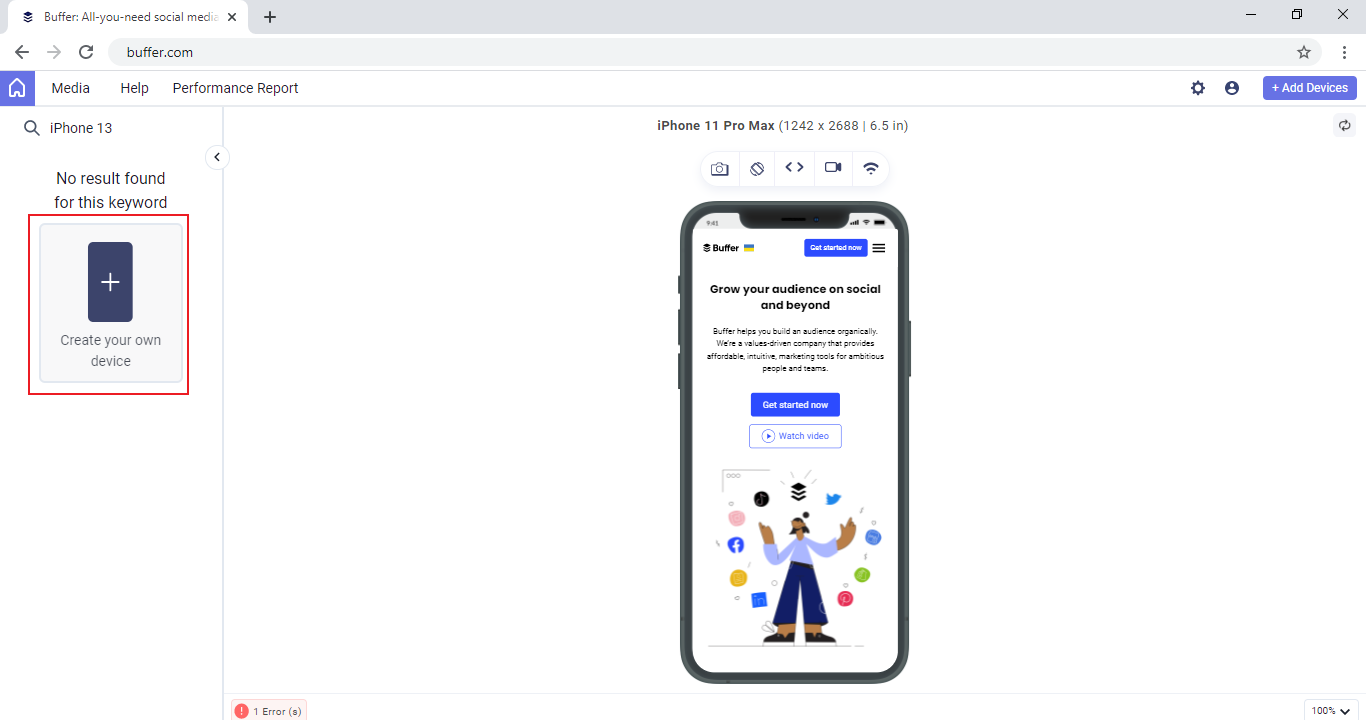 Buffer: All-you-need social media
buffer.com
Media
Help
Performance Report
+ Add Devices
iPhone 13
No result found
for this keyword
Create your own
device
iPhone 11 Pro Max (1242 x 2688 | 6.5 in)
9:41
Buffer
Get started now
Grow your audience on social
and beyond
Buffer helps you build an audience organically.
We're a values-driven company that provides
affordable, intuitive, marketing tools for ambitious
people and teams.
Get started now
Watch video
1 Error (s)
100%